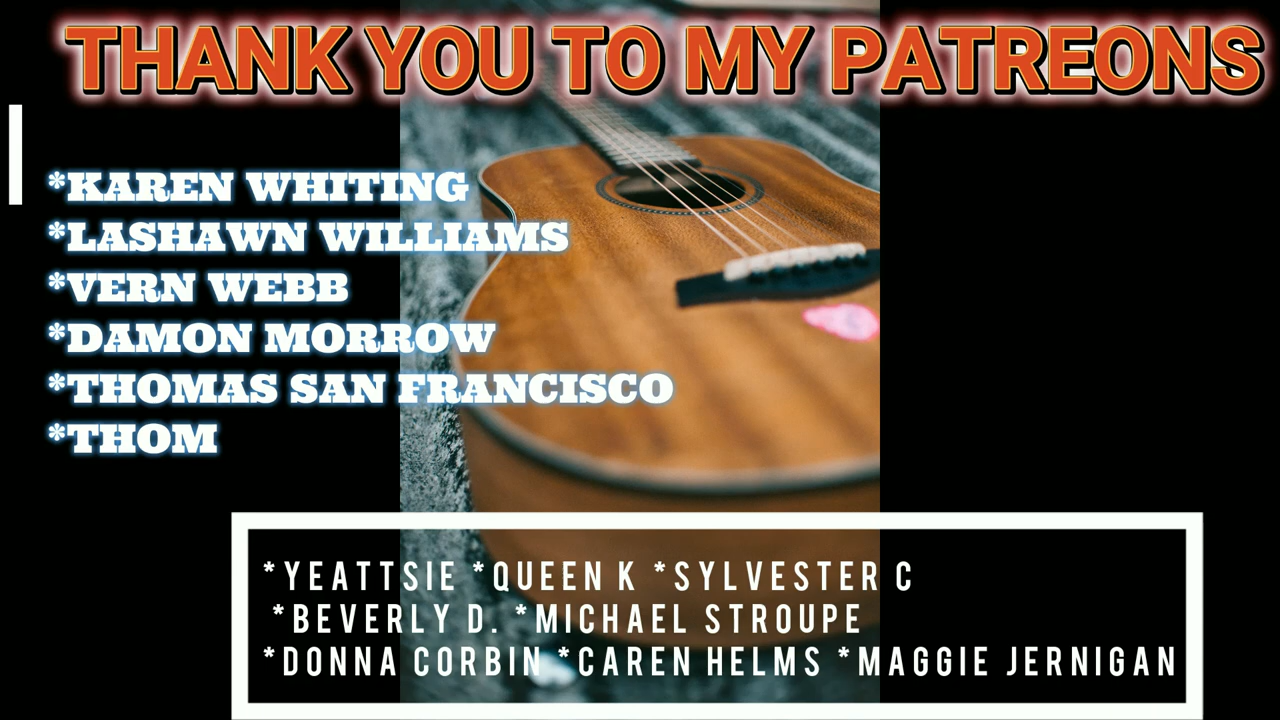 THANK YOU TO MY PATREONS
*KAREN WHITING
*LASHAWN WILLIAMS
*VERN WEBB
*DAMON MORROW
*THOMAS SAN FRANCISCO
*THOM
*YEATTSIE *QUEEN K *SYLVESTER C
*BEVERLY D. *MICHAEL STROUPE
*DONNA CORBIN *CAREN HELMS *MAGGIE JERNIGAN